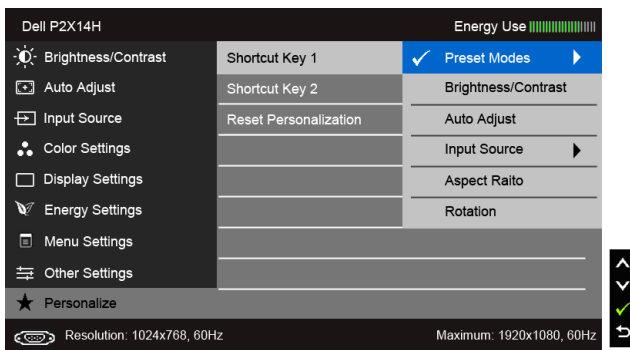 Dell P2X14H
Energy Use
Brightness/Contrast
Auto Adjust
Input Source
Color Settings
Display Settings
Energy Settings
Menu Settings
Other Settings
Personalize
Shortcut Key 1
Shortcut Key 2
Reset Personalization
Preset Modes
Brightness/Contrast
Auto Adjust
Input Source
Aspect Raito
Rotation
Resolution: 1024x768, 60Hz
Maximum: 1920x1080, 60Hz